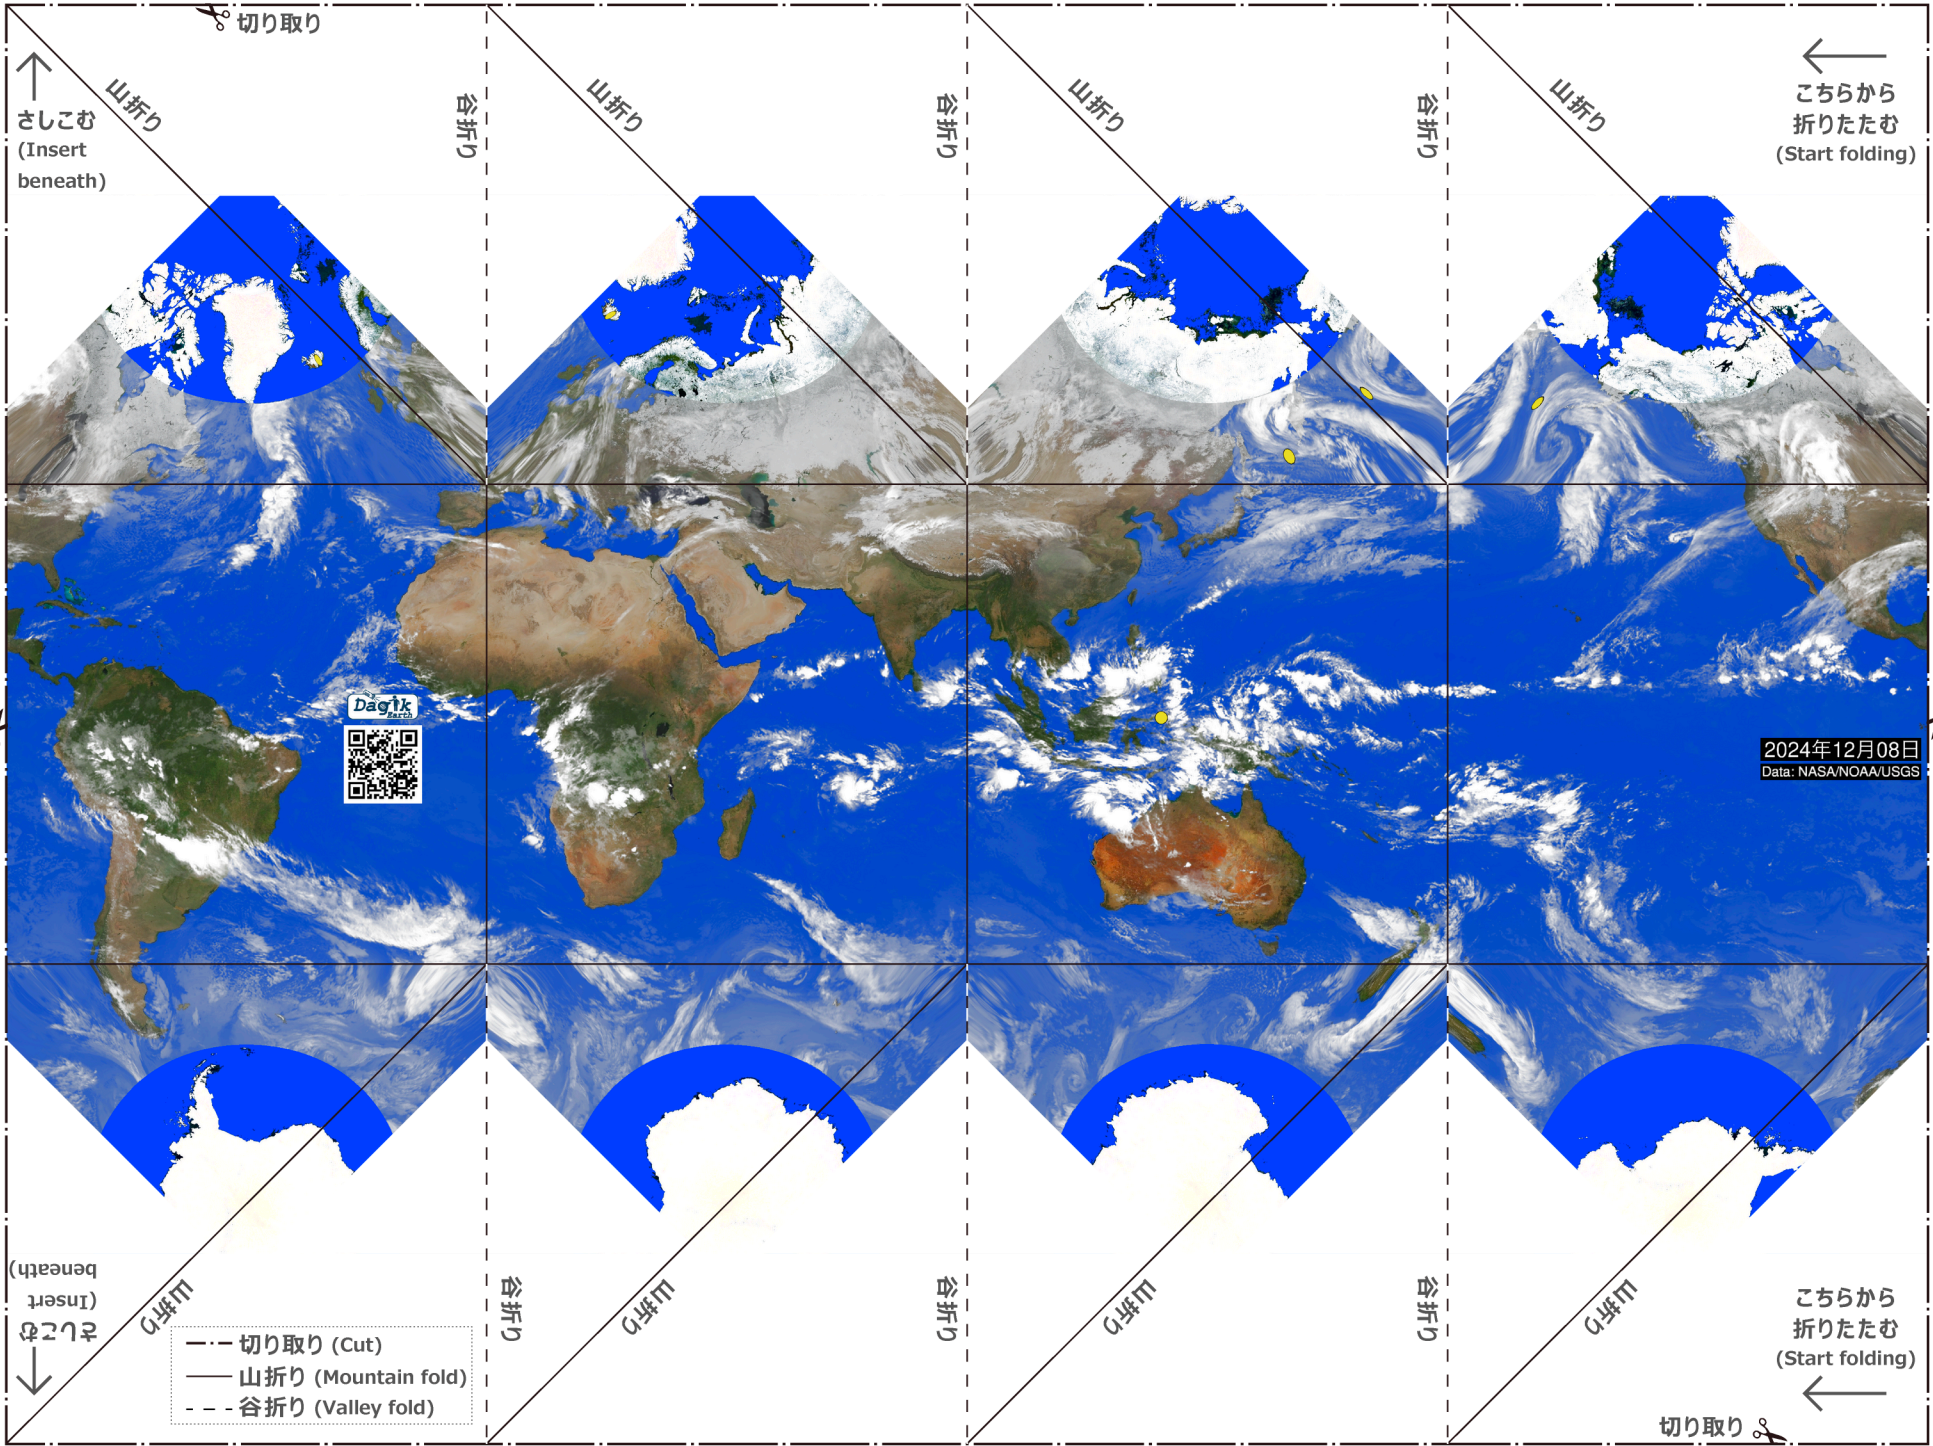 切り取り
山折り
谷折り
山折り
谷折り
山折り
谷折り
山折り
さしこむ
(Insert
beneath)
こちらから
折りたたむ
(Start folding)
Dagik
Earth
2024年12月08日
Data: NASA/NOAA/USGS
さしこむ
(Insert
beneath)
山折り
谷折り
山折り
谷折り
山折り
谷折り
山折り
切り取り (Cut)
山折り (Mountain fold)
谷折り (Valley fold)
こちらから
折りたたむ
(Start folding)
切り取り